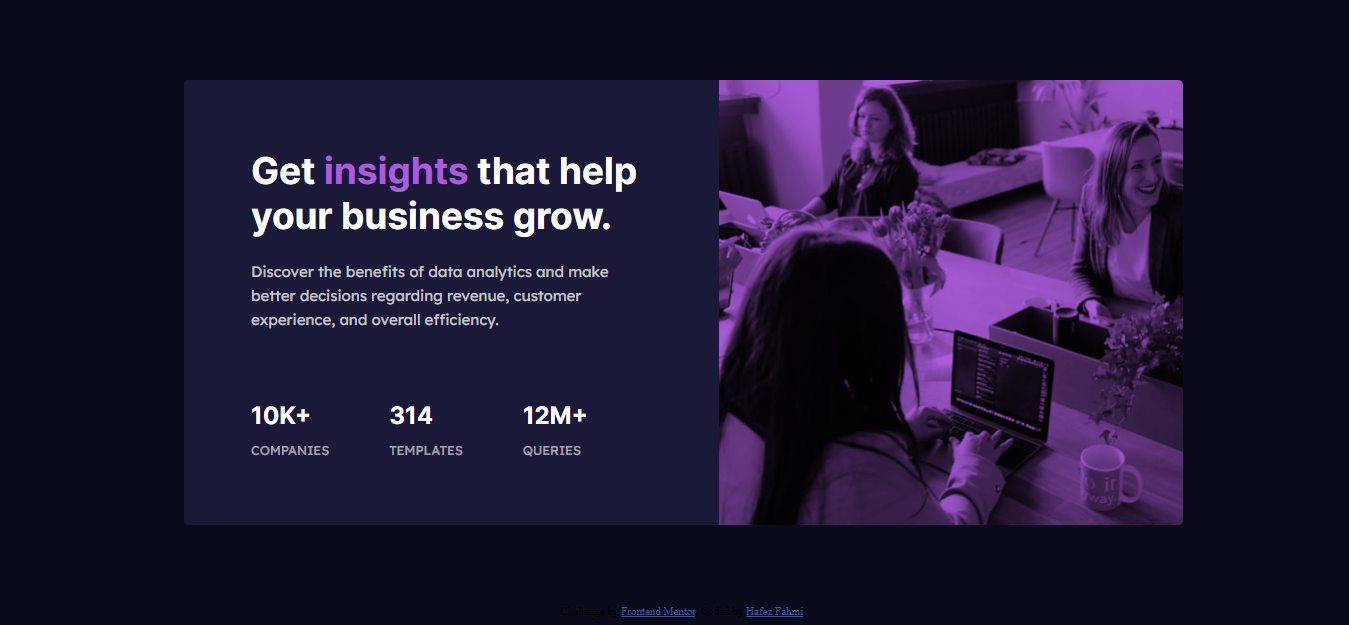 Get insights that help
your business grow.
Discover the benefits of data analytics and make
better decisions regarding revenue, customer
experience, and overall efficiency.
10K+ 314 12M+
COMPANIES TEMPLATES QUERIES
Challenge by Frontend Mentor. Coded by Hafez Fahmi